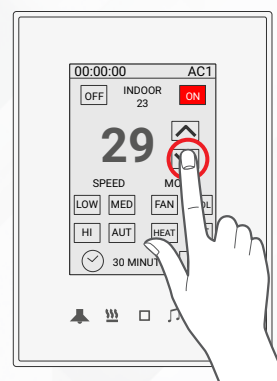 00:00:00 AC1
OFF INDOOR ON
23
29
SPEED
LOW MED FAN
HI AUT HEAT
30